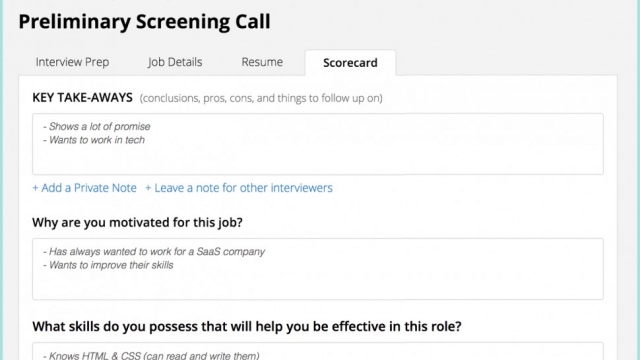 Preliminary Screening Call
Interview Prep Job Details Resume Scorecard
KEY TAKE-AWAYS (conclusions, pros, cons, and things to follow up on)
- Shows a lot of promise
- Wants to work in tech
+ Add a Private Note + Leave a note for other interviewers
Why are you motivated for this job?
- Has always wanted to work for a SaaS company
- Wants to improve their skills
What skills do you possess that will help you be effective in this role?
- Knows HTML & CSS (can read and write them)